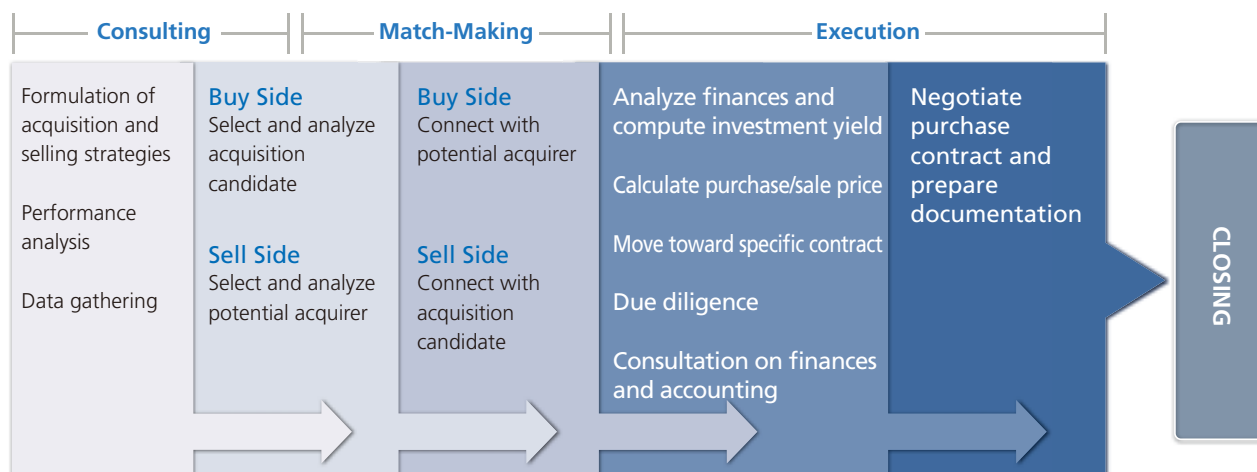 Consulting
Match-Making
Execution
Formulation of
acquisition and
selling strategies
Performance
analysis
Data gathering
Buy Side
Select and analyze
acquisition
candidate
Sell Side
Select and analyze
potential acquirer
Buy Side
Connect with
potential acquirer
Sell Side
Connect with
acquisition
candidate
Analyze finances and
compute investment yield
Calculate purchase/sale price
Move toward specific contract
Due diligence
Consultation on finances
and accounting
Negotiate
purchase
contract and
prepare
documentation
CLOSING